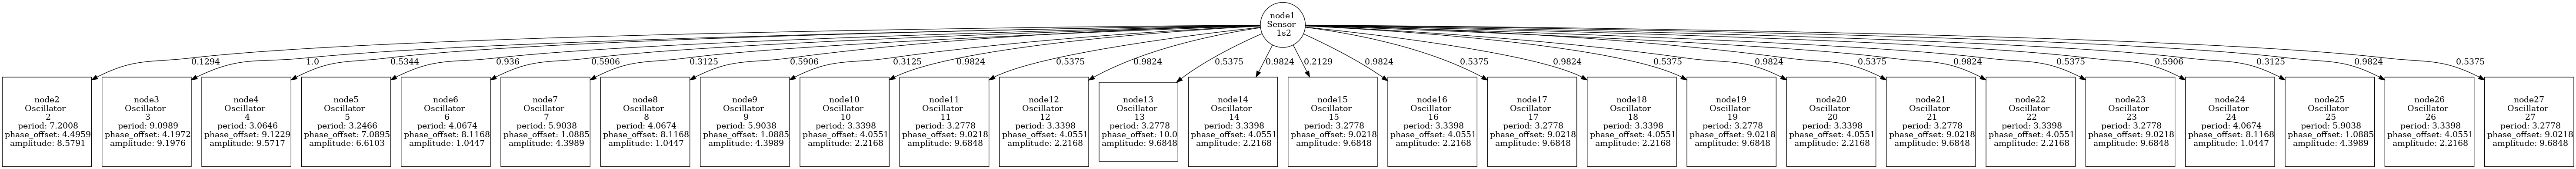 node1
Sensor
1s2
0.1294
1.0
-0.5344
0.936
0.5906
-0.3125
0.5906
-0.3125
0.9824
-0.5375
0.9824
-0.5375
0.9824
0.2129
0.9824
-0.5375
0.9824
-0.5375
0.9824
-0.5375
0.9824
-0.5375
0.5906
-0.3125
0.9824
-0.5375
node2
Oscillator
2
period: 7.2008
phase_offset: 4.4959
amplitude: 8.5791
node3
Oscillator
3
period: 9.0989
phase_offset: 4.1972
amplitude: 9.1976
node4
Oscillator
4
period: 3.0646
phase_offset: 9.1229
amplitude: 9.5717
node5
Oscillator
5
period: 3.2466
phase_offset: 7.0895
amplitude: 6.6103
node6
Oscillator
6
period: 4.0674
phase_offset: 8.1168
amplitude: 1.0447
node7
Oscillator
7
period: 5.9038
phase_offset: 1.0885
amplitude: 4.3989
node8
Oscillator
8
period: 4.0674
phase_offset: 8.1168
amplitude: 1.0447
node9
Oscillator
9
period: 5.9038
phase_offset: 1.0885
amplitude: 4.3989
node10
Oscillator
10
period: 3.3398
phase_offset: 4.0551
amplitude: 2.2168
node11
Oscillator
11
period: 3.2778
phase_offset: 9.0218
amplitude: 9.6848
node12
Oscillator
12
period: 3.3398
phase_offset: 4.0551
amplitude: 2.2168
node13
Oscillator
13
period: 3.2778
phase_offset: 10.0
amplitude: 9.6848
node14
Oscillator
14
period: 3.3398
phase_offset: 4.0551
amplitude: 2.2168
node15
Oscillator
15
period: 3.2778
phase_offset: 9.0218
amplitude: 9.6848
node16
Oscillator
16
period: 3.3398
phase_offset: 4.0551
amplitude: 2.2168
node17
Oscillator
17
period: 3.2778
phase_offset: 9.0218
amplitude: 9.6848
node18
Oscillator
18
period: 3.3398
phase_offset: 4.0551
amplitude: 2.2168
node19
Oscillator
19
period: 3.2778
phase_offset: 9.0218
amplitude: 9.6848
node20
Oscillator
20
period: 3.3398
phase_offset: 4.0551
amplitude: 2.2168
node21
Oscillator
21
period: 3.2778
phase_offset: 9.0218
amplitude: 9.6848
node22
Oscillator
22
period: 3.3398
phase_offset: 4.0551
amplitude: 2.2168
node23
Oscillator
23
period: 3.2778
phase_offset: 9.0218
amplitude: 9.6848
node24
Oscillator
24
period: 4.0674
phase_offset: 8.1168
amplitude: 1.0447
node25
Oscillator
25
period: 5.9038
phase_offset: 1.0885
amplitude: 4.3989
node26
Oscillator
26
period: 3.3398
phase_offset: 4.0551
amplitude: 2.2168
node27
Oscillator
27
period: 3.2778
phase_offset: 9.0218
amplitude: 9.6848